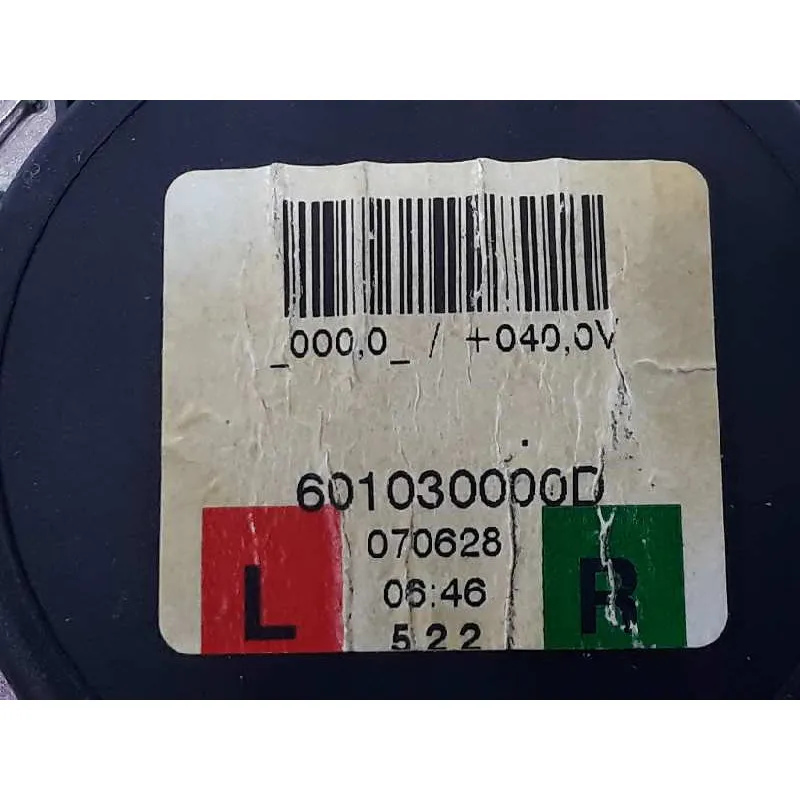 _000,0_ / +040,0V
601030000D
070628
06:46
L R
522